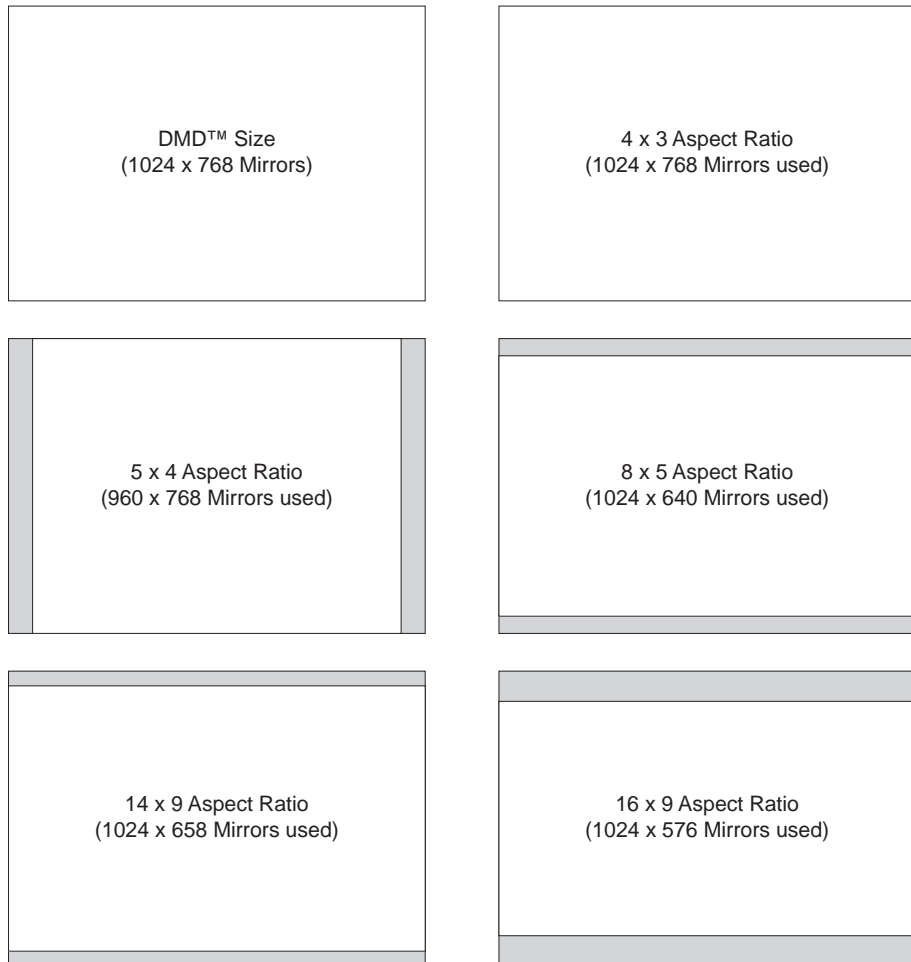 DMD™ Size
(1024 x 768 Mirrors)
4 x 3 Aspect Ratio
(1024 x 768 Mirrors used)
5 x 4 Aspect Ratio
(960 x 768 Mirrors used)
8 x 5 Aspect Ratio
(1024 x 640 Mirrors used)
14 x 9 Aspect Ratio
(1024 x 658 Mirrors used)
16 x 9 Aspect Ratio
(1024 x 576 Mirrors used)